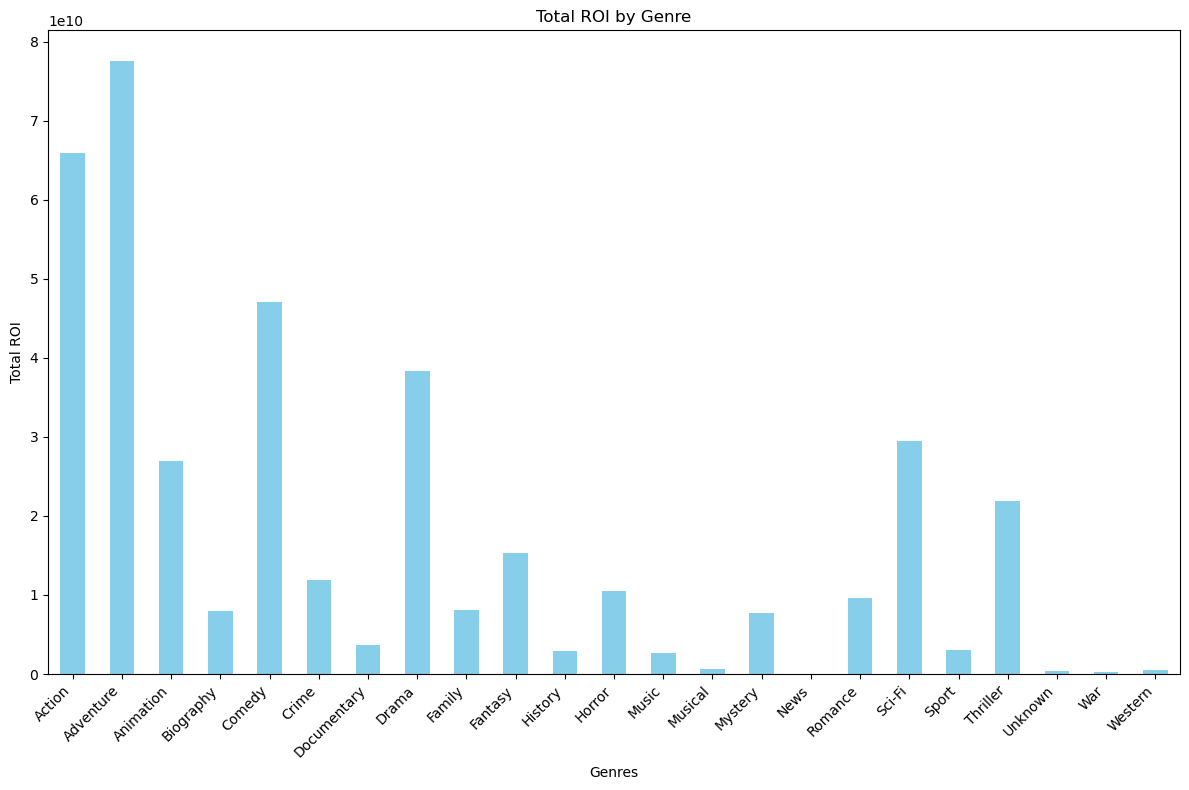 Total ROI by Genre
1e10
8
7
6
5
4
3
2
1
0
Total ROI
Action
Adventure
Animation
Biography
Comedy
Crime
Documentary
Drama
Family
Fantasy
History
Horror
Music
Musical
Mystery
News
Romance
Sci-Fi
Sport
Thriller
Unknown
War
Western
Genres